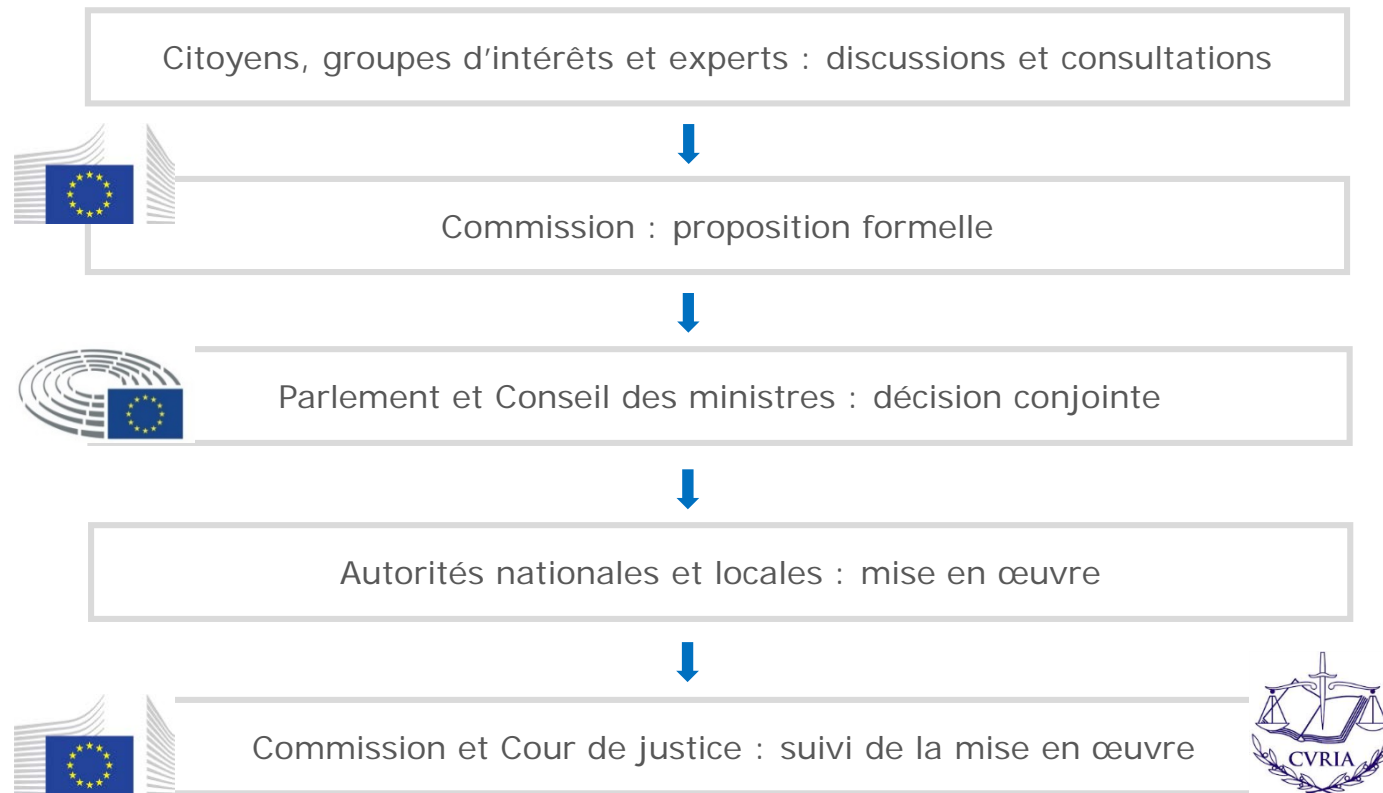 Citoyens, groupes d'intérêts et experts : discussions et consultations
Commission : proposition formelle
Parlement et Conseil des ministres : décision conjointe
Autorités nationales et locales : mise en œuvre
Commission et Cour de justice : suivi de la mise en œuvre
CVRIA